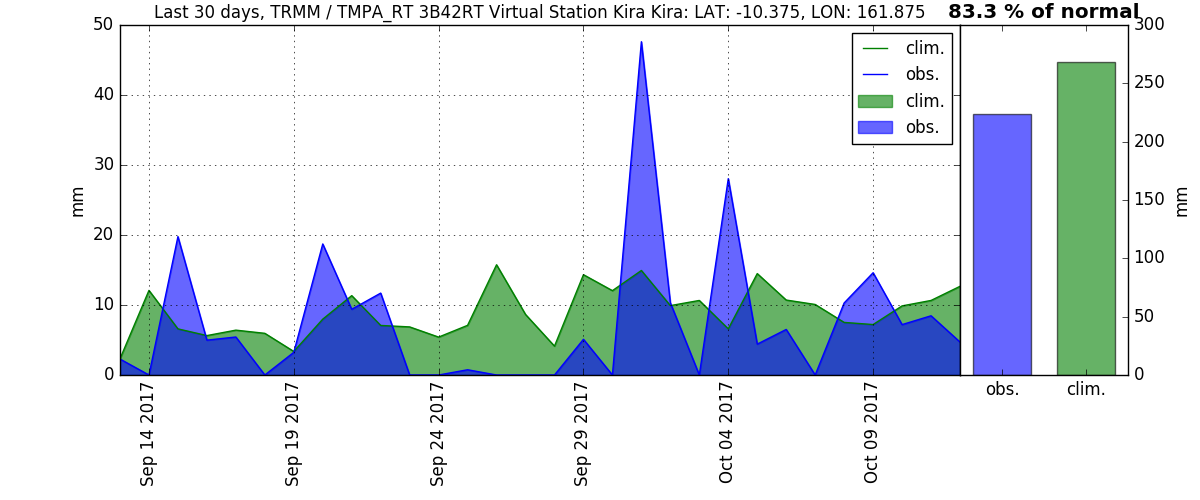 Last 30 days, TRMM / TMPA_RT 3B42RT Virtual Station Kira Kira: LAT: -10.375, LON: 161.875
83.3 % of normal
50
40
30
20
10
0
mm
clim.
obs.
clim.
obs.
Sep 14 2017
Sep 19 2017
Sep 24 2017
Sep 29 2017
Oct 04 2017
Oct 09 2017
300
250
200
150
100
50
0
mm
obs.
clim.